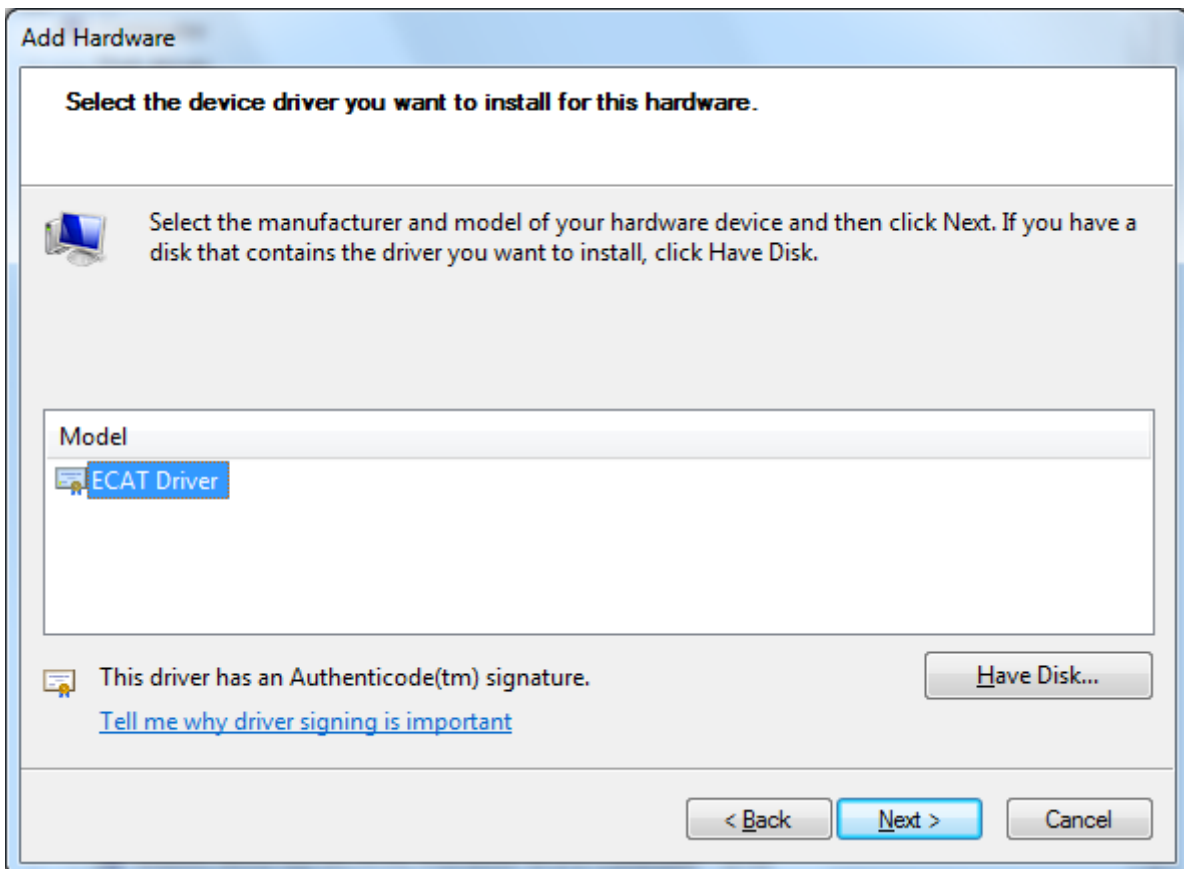 Add Hardware
Select the device driver you want to install for this hardware.
Select the manufacturer and model of your hardware device and then click Next. If you have a
disk that contains the driver you want to install, click Have Disk.
Model
ECAT Driver
This driver has an Authenticode(tm) signature.
Have Disk...
Tell me why driver signing is important
< Back
Next >
Cancel